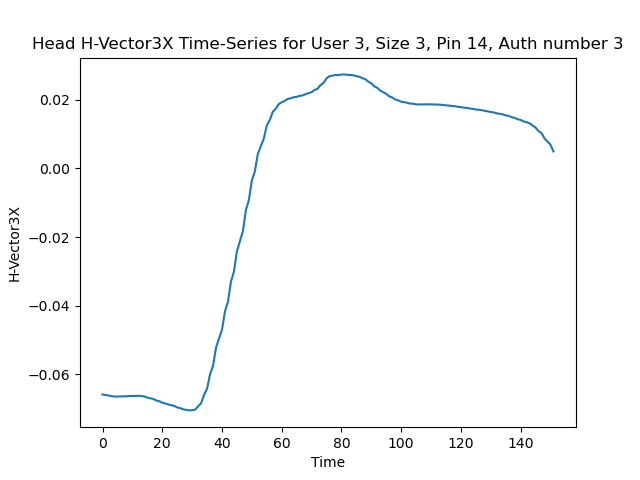 Head H-Vector3X Time-Series for User 3, Size 3, Pin 14, Auth number 3
H-Vector3X
0.02
0.00
−0.02
−0.04
−0.06
0 20 40 60 80 100 120 140
Time